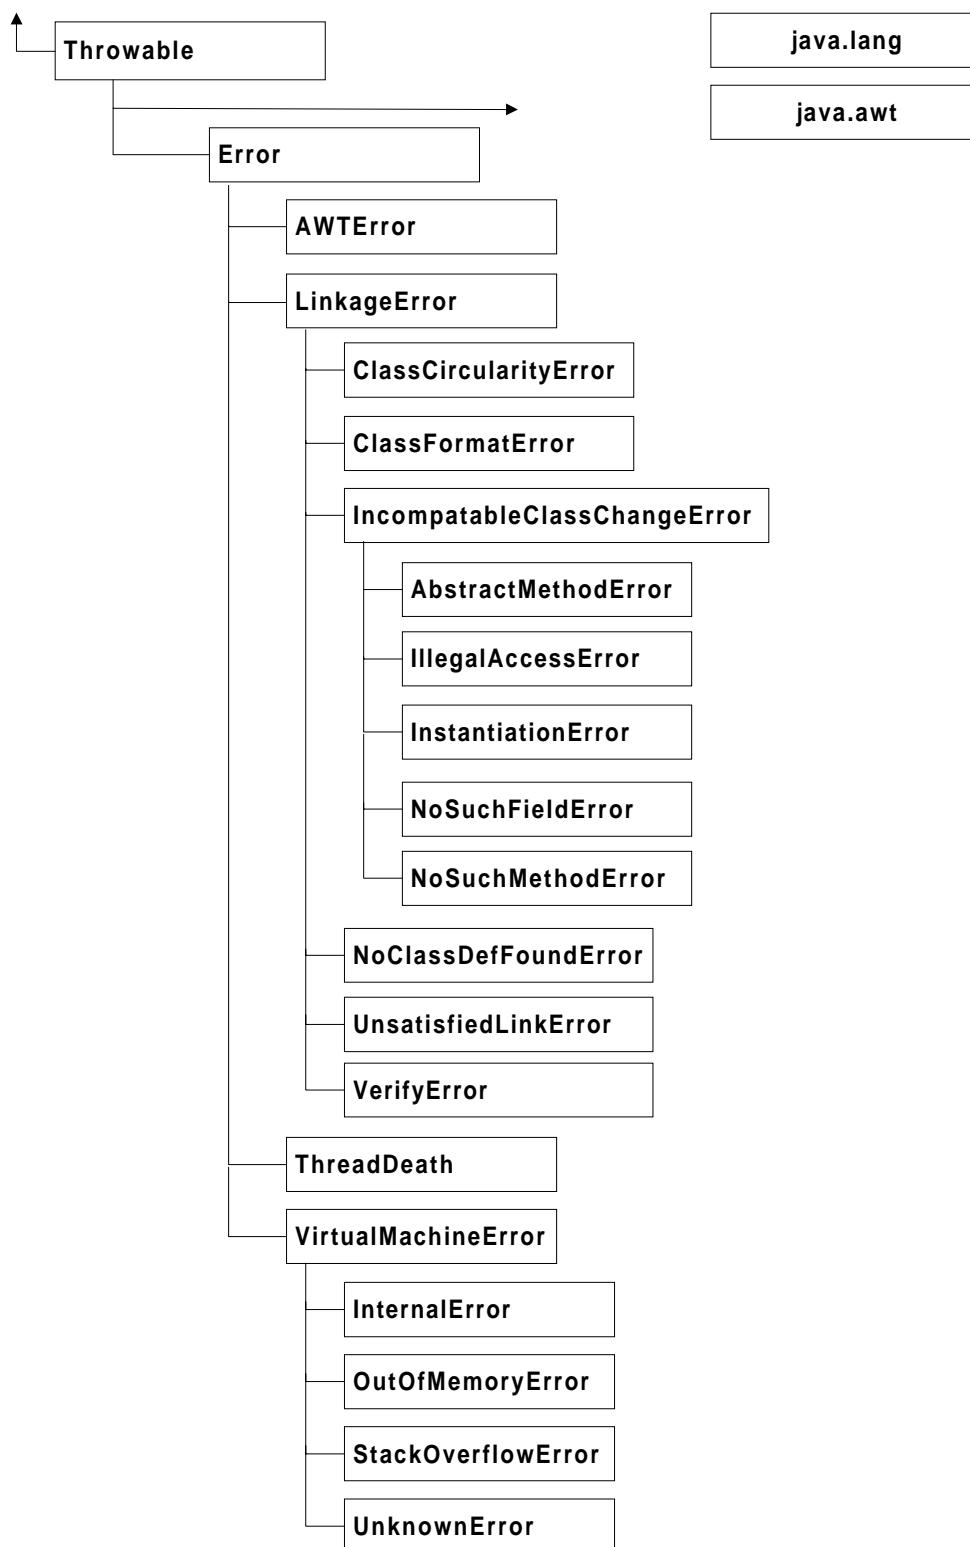 Throwable
java.lang
java.awt
Error
AWTError
LinkageError
ClassCircularityError
ClassFormatError
IncompatableClassChangeError
AbstractMethodError
IllegalAccessError
InstantiationError
NoSuchFieldError
NoSuchMethodError
NoClassDefFoundError
UnsatisfiedLinkError
VerifyError
ThreadDeath
VirtualMachineError
InternalError
OutOfMemoryError
StackOverflowError
UnknownError